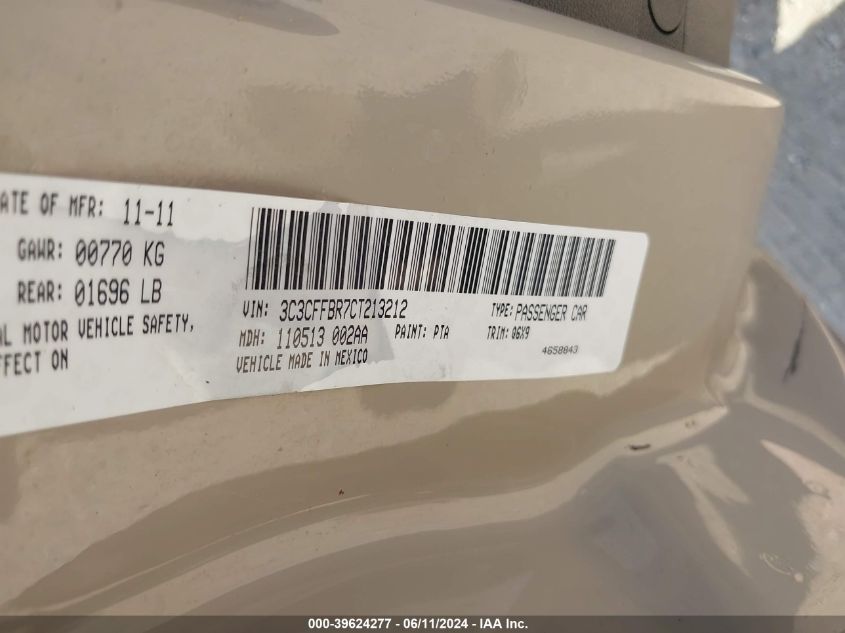 ATE OF MFR: 11-11
GAWR: 00770 KG
REAR: 01696 LB
AL MOTOR VEHICLE SAFETY,
FFECT ON
VIN: 3C3CFFBR7CT213212
TYPE: PASSENGER CAR
MDH: 110513 002AA
PAINT: PTA
TRIM: Q6X9
VEHICLE MADE IN MEXICO
4658843
000-39624277 - 06/11/2024 - IAA Inc.